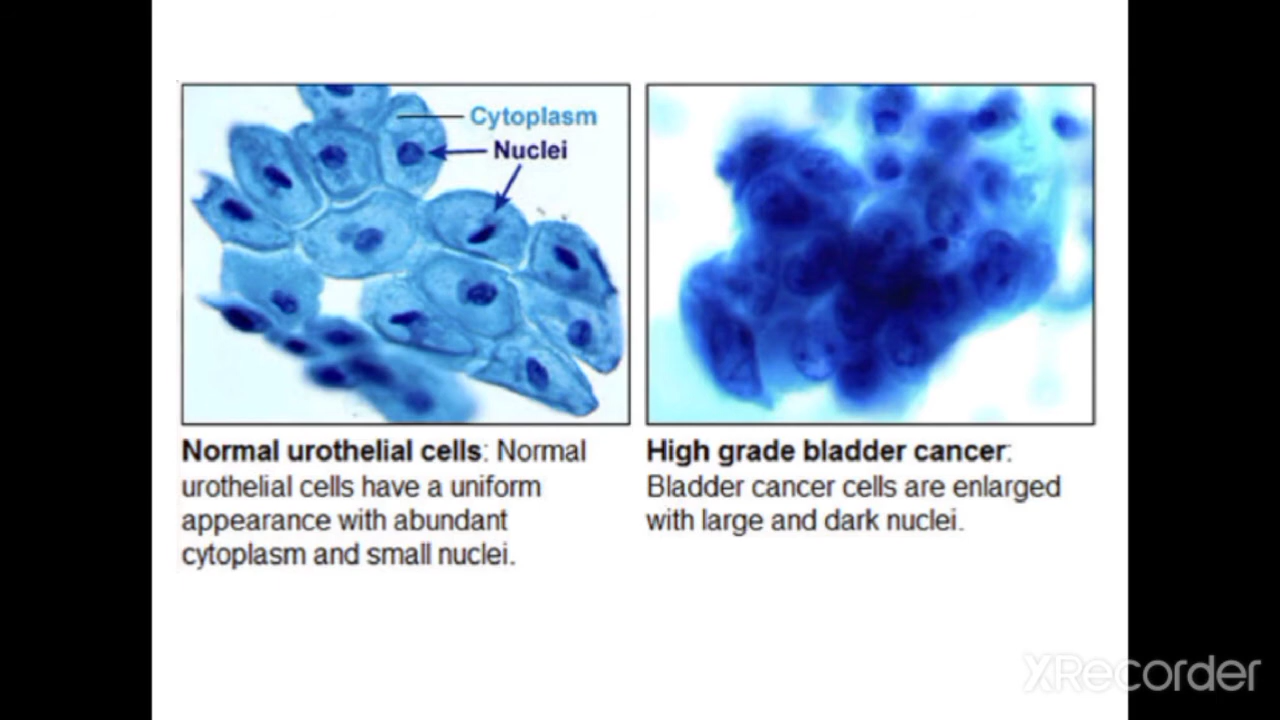 Cytoplasm
Nuclei
Normal urothelial cells: Normal
urothelial cells have a uniform
appearance with abundant
cytoplasm and small nuclei.
High grade bladder cancer:
Bladder cancer cells are enlarged
with large and dark nuclei.
XRecorder